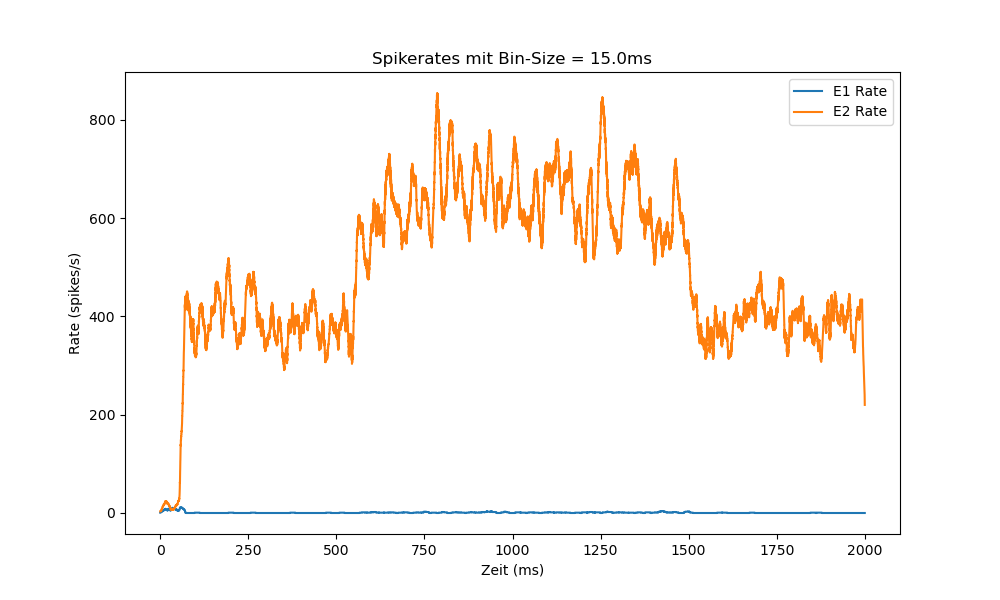 Spikerates mit Bin-Size = 15.0ms
E1 Rate
E2 Rate
800
600
400
200
0
Rate (spikes/s)
0 250 500 750 1000 1250 1500 1750 2000
Zeit (ms)